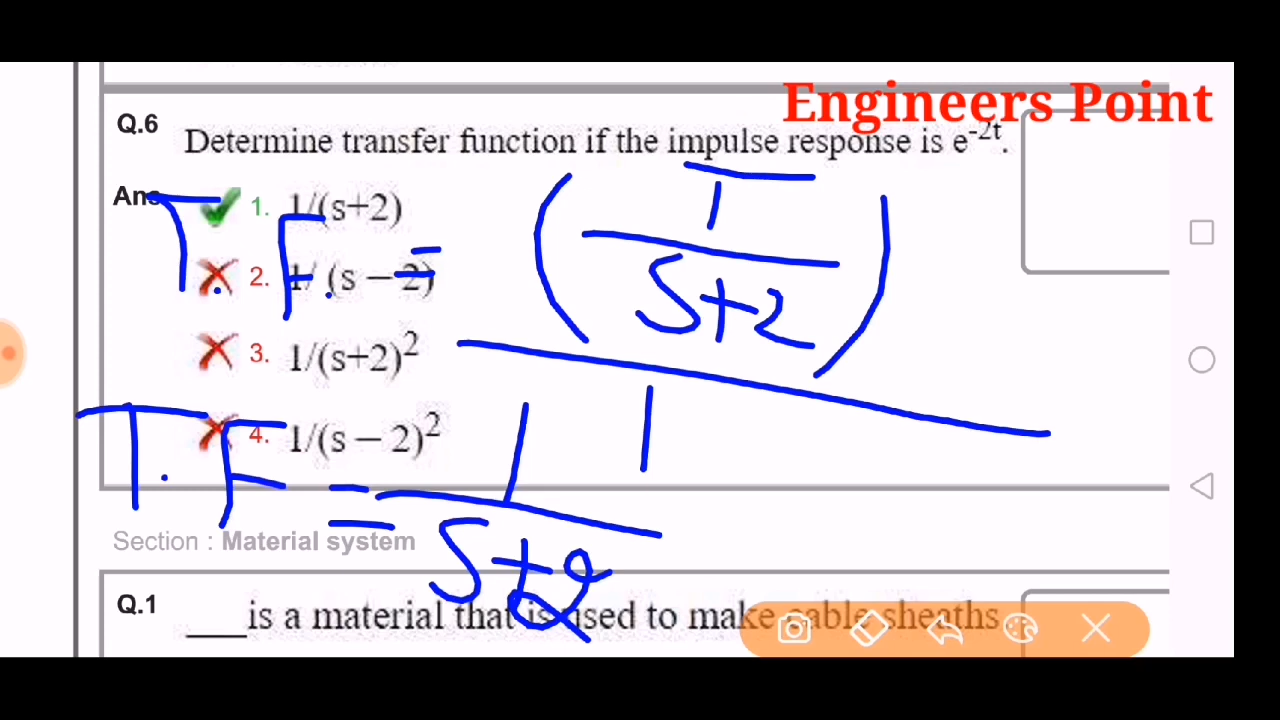 Engineers Point
Q.6
Determine transfer function if the impulse response is e^-2t.
Ans
1. 1/(s+2)
2. 1/ (s – 2)
3. 1/(s+2)^2
4. 1/(s – 2)^2
T.F =
1
S+2
1
T.F = 1
S+2
Section : Material system
Q.1
___is a material that is used to make cable sheaths.